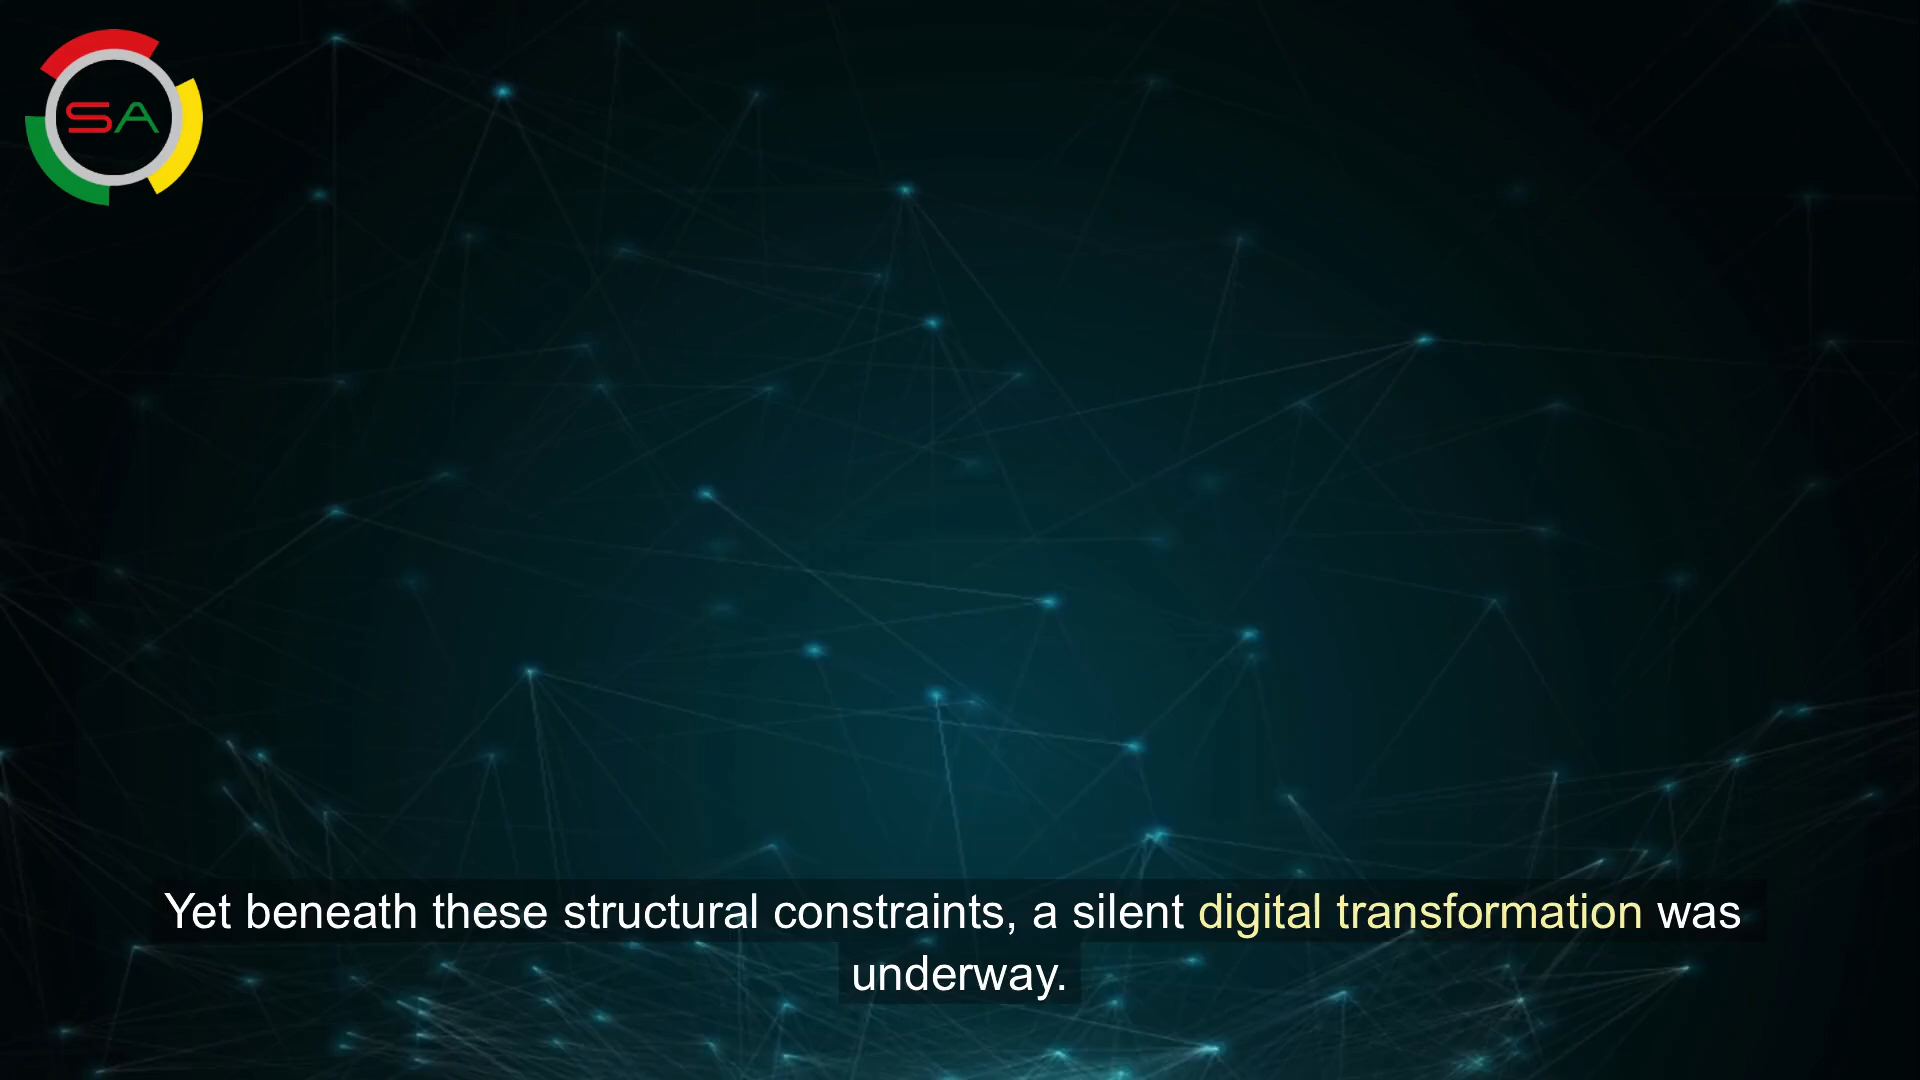 SA
Yet beneath these structural constraints, a silent digital transformation was
underway.